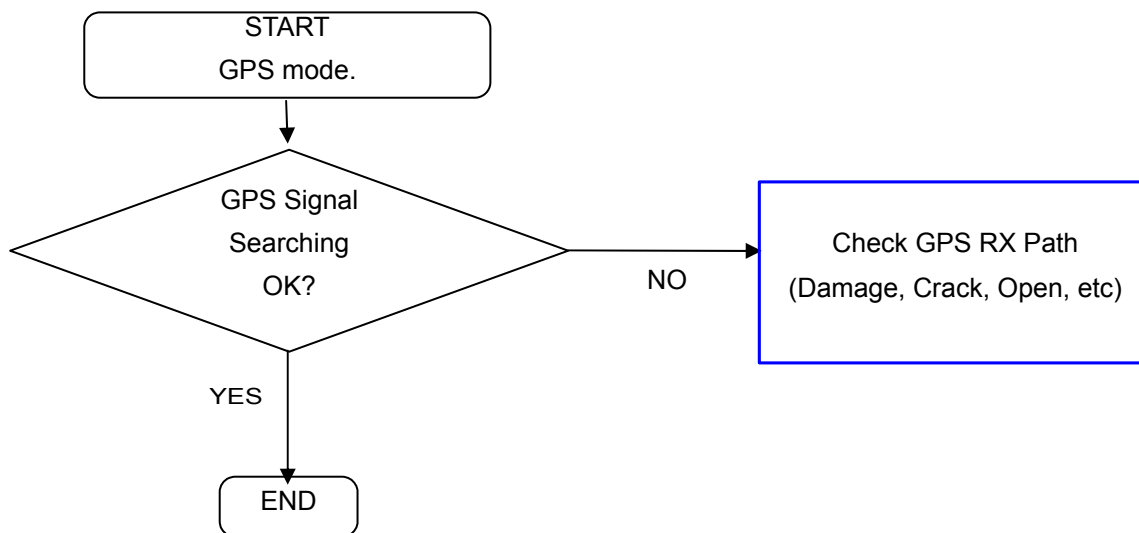 START
GPS mode.
GPS Signal
Searching
OK?
NO
Check GPS RX Path
(Damage, Crack, Open, etc)
YES
END